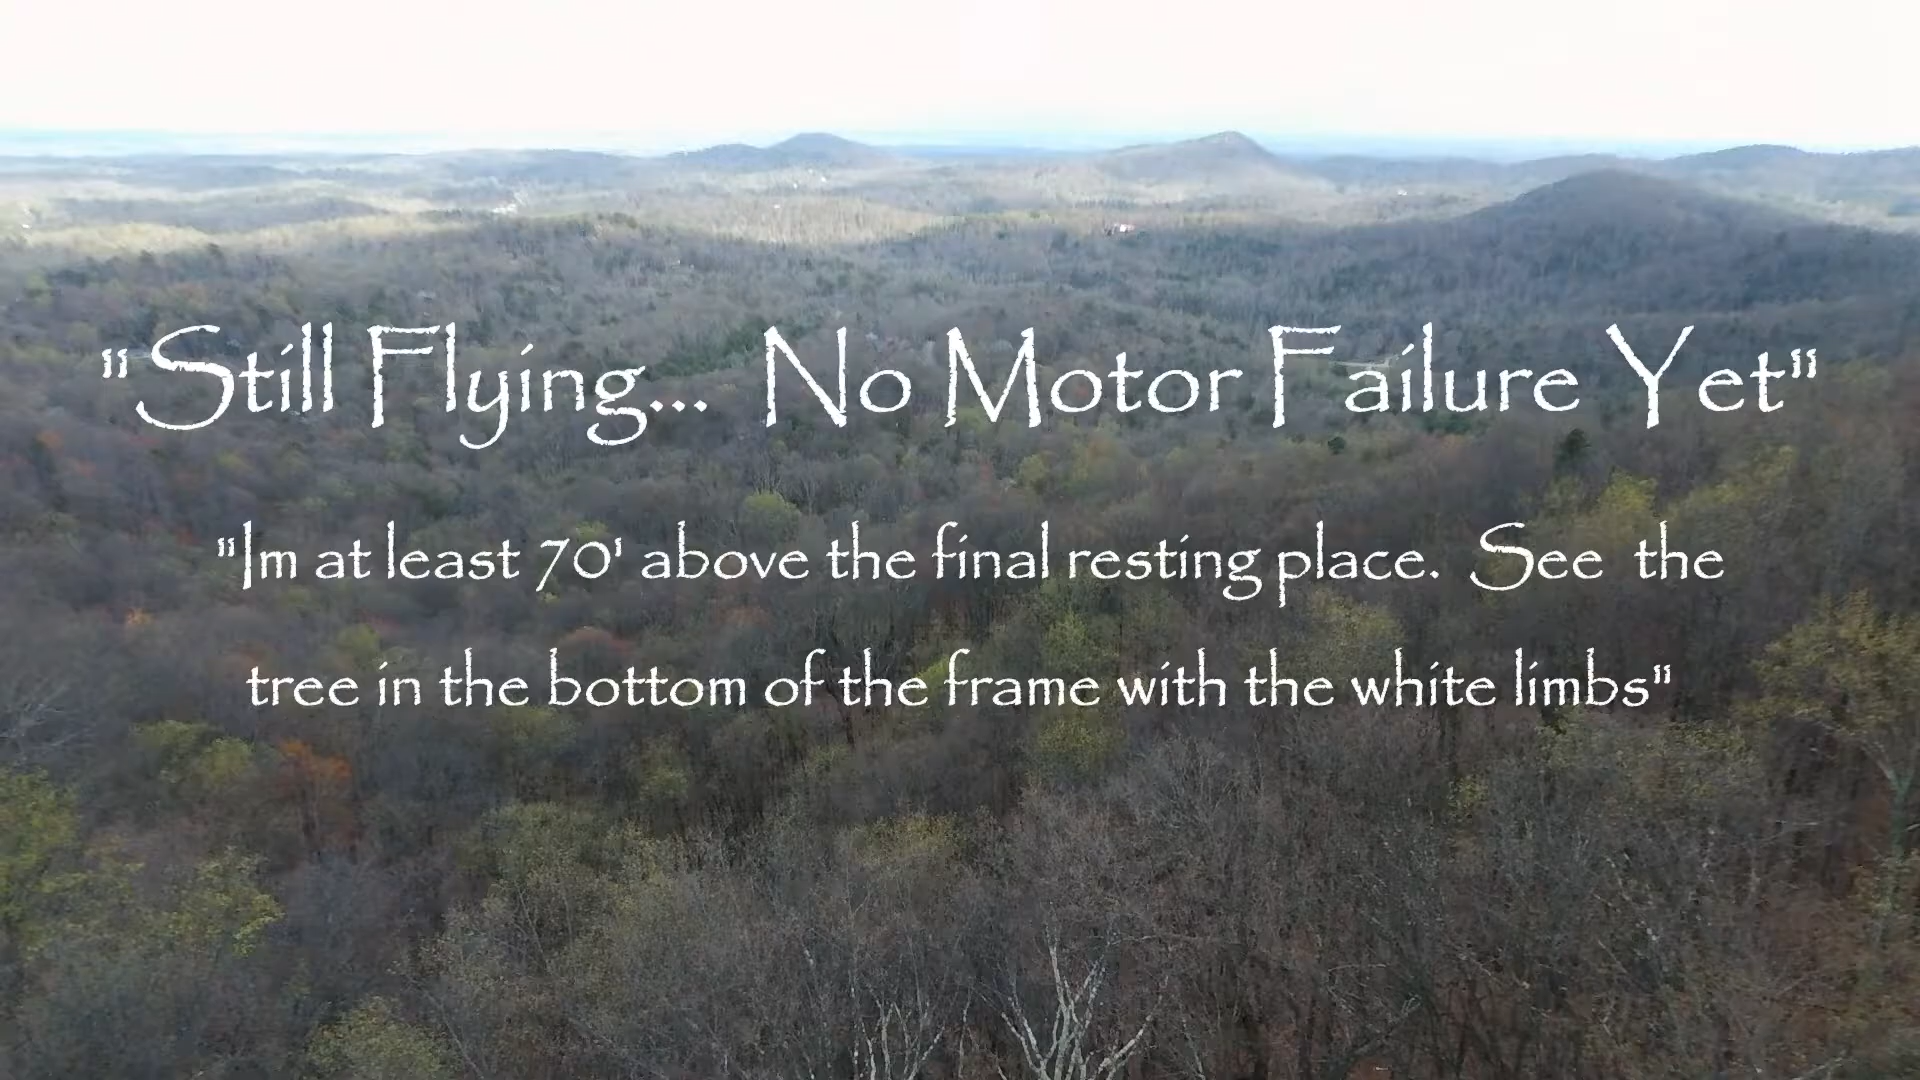 "Still Flying... No Motor Failure Yet"
"Im at least 70' above the final resting place. See the
tree in the bottom of the frame with the white limbs"